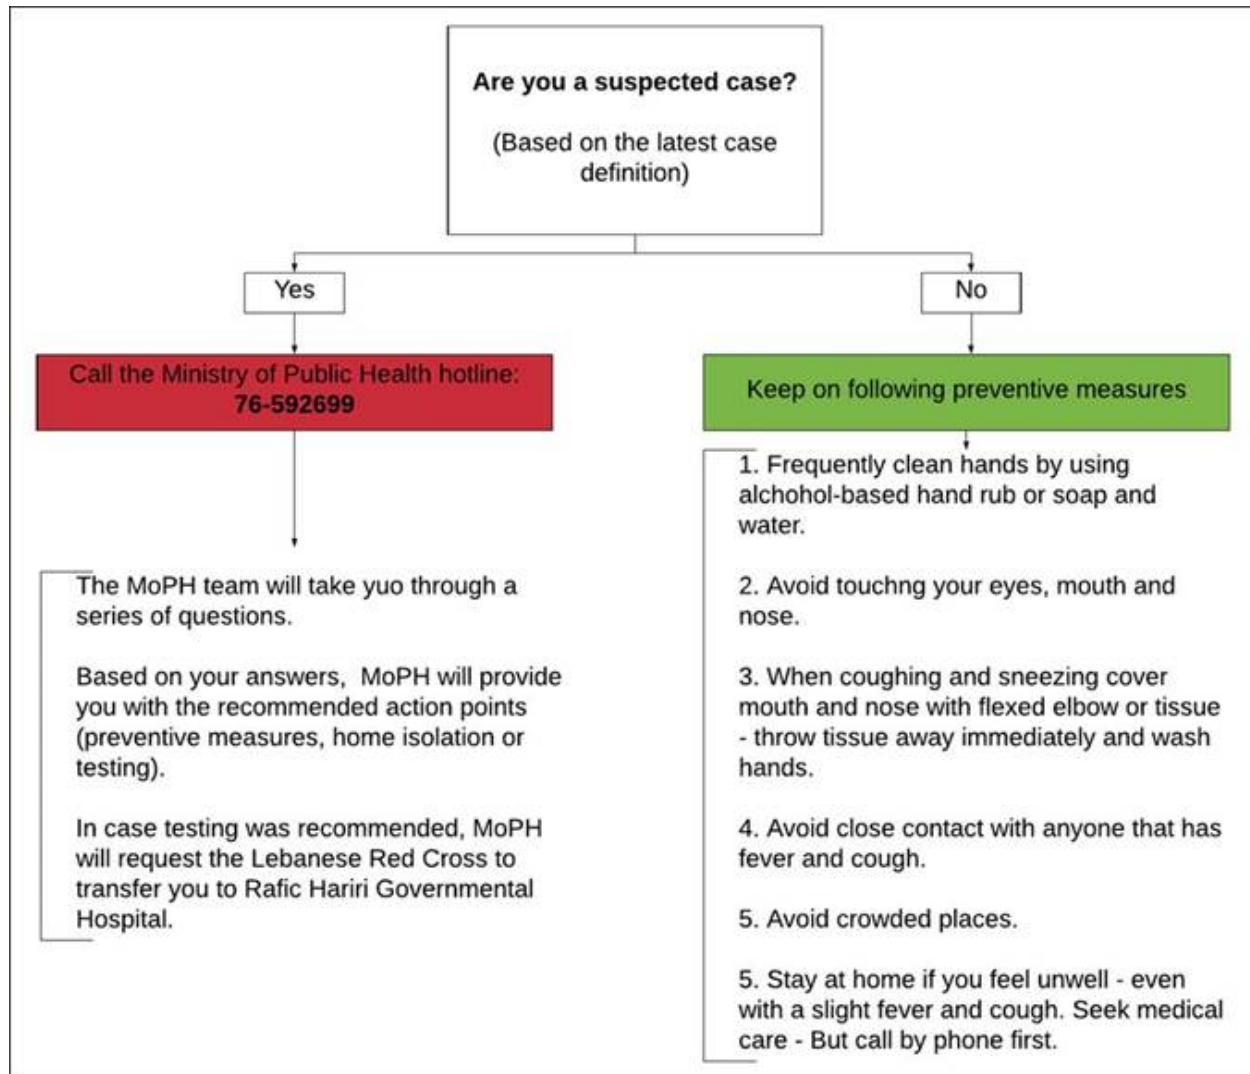 Are you a suspected case?
(Based on the latest case
definition)
Yes
No
Call the Ministry of Public Health hotline:
76-592699
Keep on following preventive measures
The MoPH team will take yuo through a
series of questions.
Based on your answers,  MoPH will provide
you with the recommended action points
(preventive measures, home isolation or
testing).
In case testing was recommended, MoPH
will request the Lebanese Red Cross to
transfer you to Rafic Hariri Governmental
Hospital.
1. Frequently clean hands by using
alchohol-based hand rub or soap and
water.
2. Avoid touchng your eyes, mouth and
nose.
3. When coughing and sneezing cover
mouth and nose with flexed elbow or tissue
- throw tissue away immediately and wash
hands.
4. Avoid close contact with anyone that has
fever and cough.
5. Avoid crowded places.
5. Stay at home if you feel unwell - even
with a slight fever and cough. Seek medical
care - But call by phone first.